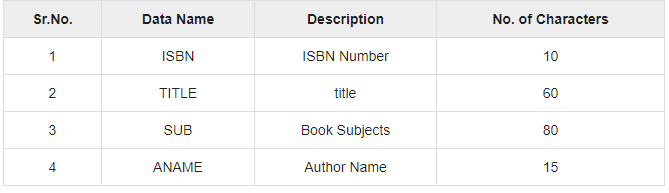 Sr.No. Data Name Description No. of Characters
1 ISBN ISBN Number 10
2 TITLE title 60
3 SUB Book Subjects 80
4 ANAME Author Name 15